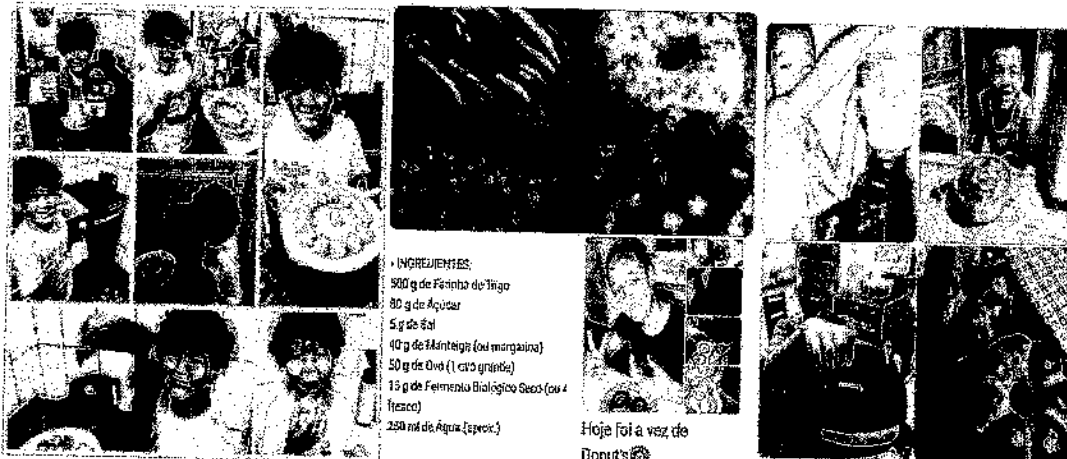 • INGREDIENTES:
500 g de Farinha de Trigo
80 g de Açúcar
5 g de Sal
40 g de Manteiga (ou margarina)
50 g de Ovo (1 ovo grande)
15 g de Fermento Biológico Seco (ou
fresco)
250 ml de Água (aprox.)
Hoje foi a vez de
Donut's